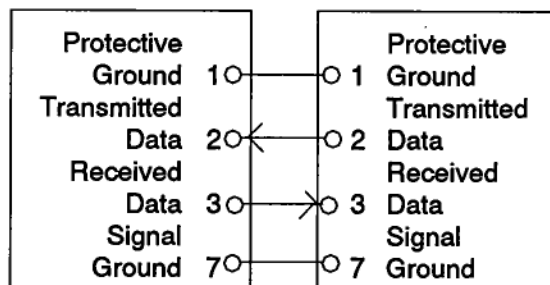 Protective Protective
Ground 1 1 Ground
Transmitted Transmitted
Data 2 2 Data
Received Received
Data 3 3 Data
Signal Signal
Ground 7 7 Ground